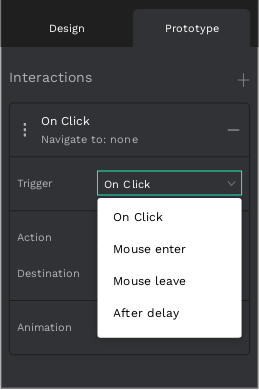 Design Prototype
Interactions
On Click
Navigate to: none
Trigger On Click
On Click
Action
Mouse enter
Destination
Mouse leave
After delay
Animation